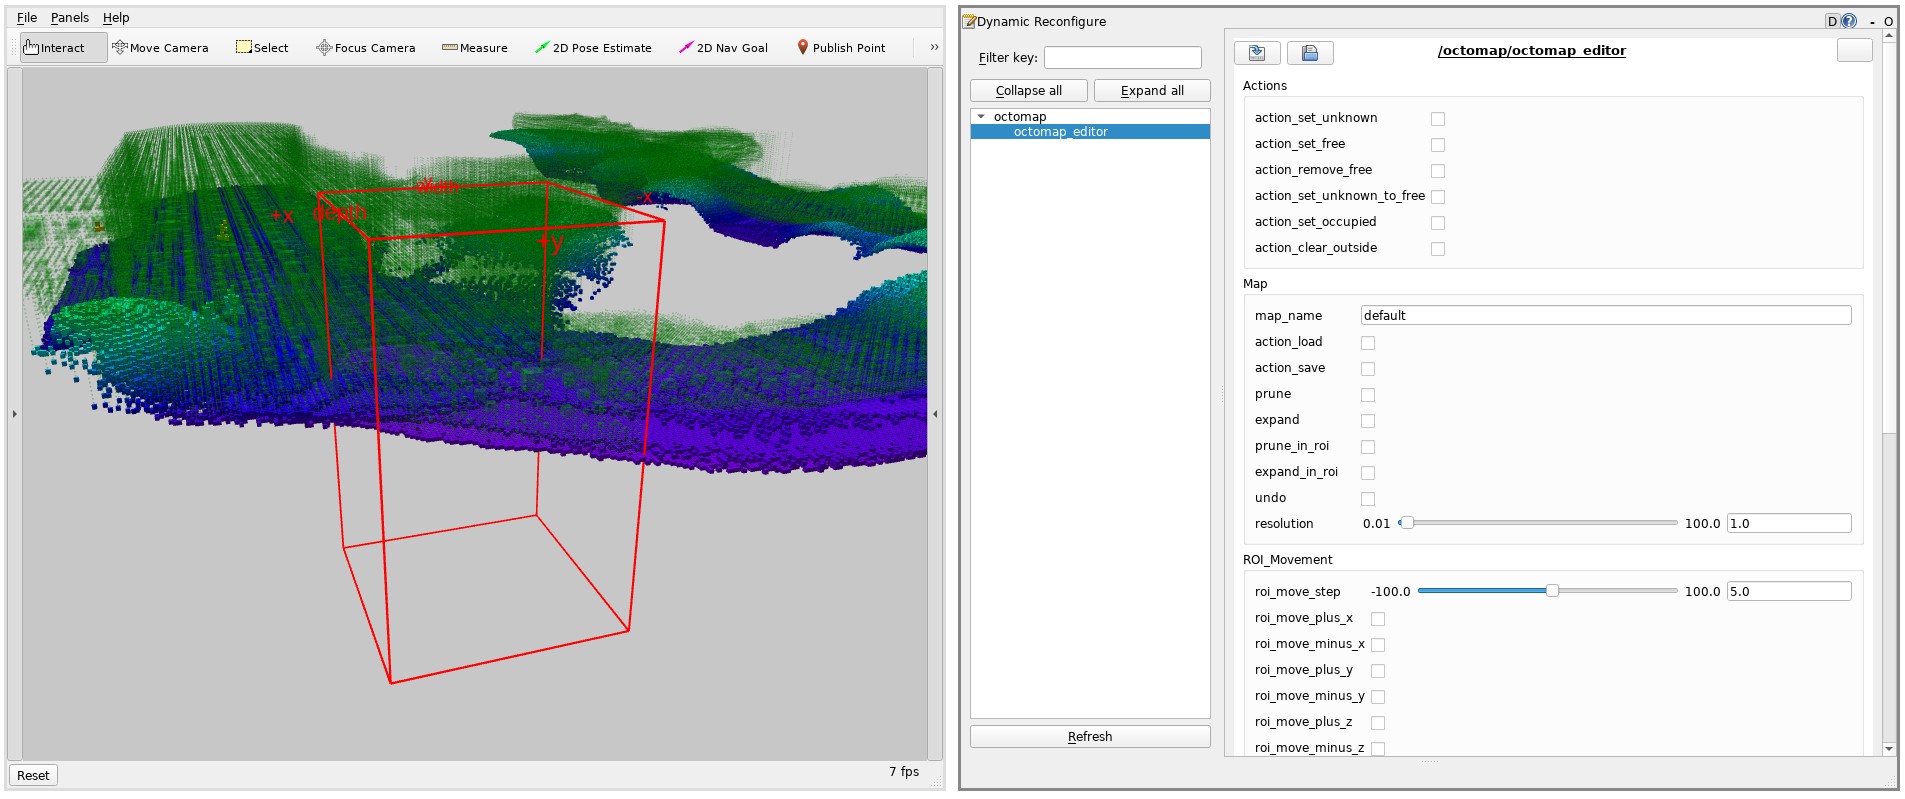 File Panels Help
Interact Move Camera Select Focus Camera Measure 2D Pose Estimate 2D Nav Goal Publish Point »
width
-x
+x depth
+y
Reset
7 fps
Dynamic Reconfigure
D ? - O
Filter key:
Collapse all Expand all
octomap
octomap_editor
Refresh
/octomap/octomap_editor
Actions
action_set_unknown
action_set_free
action_remove_free
action_set_unknown_to_free
action_set_occupied
action_clear_outside
Map
map_name default
action_load
action_save
prune
expand
prune_in_roi
expand_in_roi
undo
resolution 0.01 100.0 1.0
ROI_Movement
roi_move_step -100.0 100.0 5.0
roi_move_plus_x
roi_move_minus_x
roi_move_plus_y
roi_move_minus_y
roi_move_plus_z
roi_move_minus_z